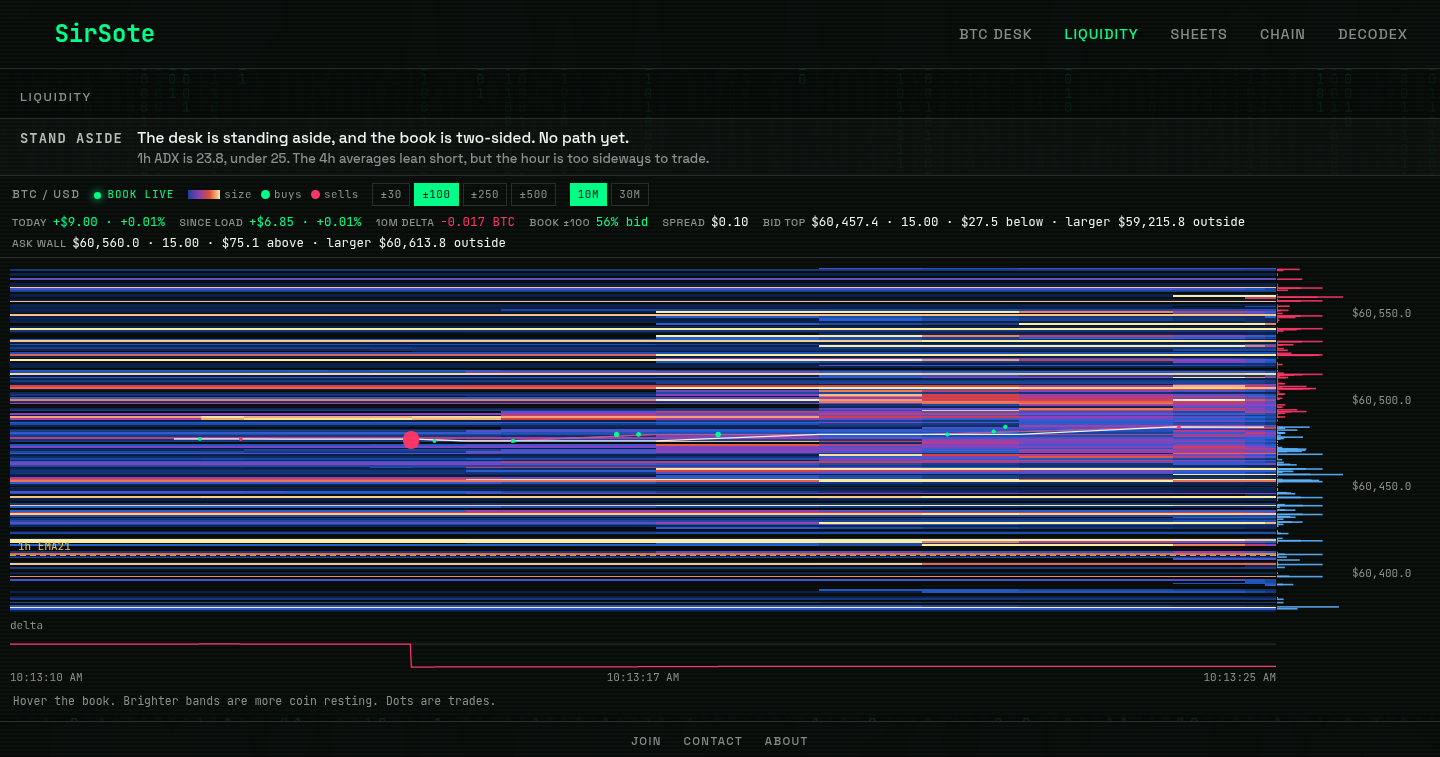 SirSote
BTC DESK LIQUIDITY SHEETS CHAIN DECODEX
LIQUIDITY
STAND ASIDE The desk is standing aside, and the book is two-sided. No path yet.
1h ADX is 23.8, under 25. The 4h averages lean short, but the hour is too sideways to trade.
BTC / USD BOOK LIVE size buys sells ±30 ±100 ±250 ±500 10M 30M
TODAY +$9.00 · +0.01% SINCE LOAD +$6.85 · +0.01% 10M DELTA -0.017 BTC BOOK ±100 56% bid SPREAD $0.10 BID TOP $60,457.4 · 15.00 · $27.5 below · larger $59,215.8 outside
ASK WALL $60,560.0 · 15.00 · $75.1 above · larger $60,613.8 outside
$60,550.0
$60,500.0
$60,450.0
1h EMA21
$60,400.0
delta
10:13:10 AM 10:13:17 AM 10:13:25 AM
Hover the book. Brighter bands are more coin resting. Dots are trades.
JOIN CONTACT ABOUT